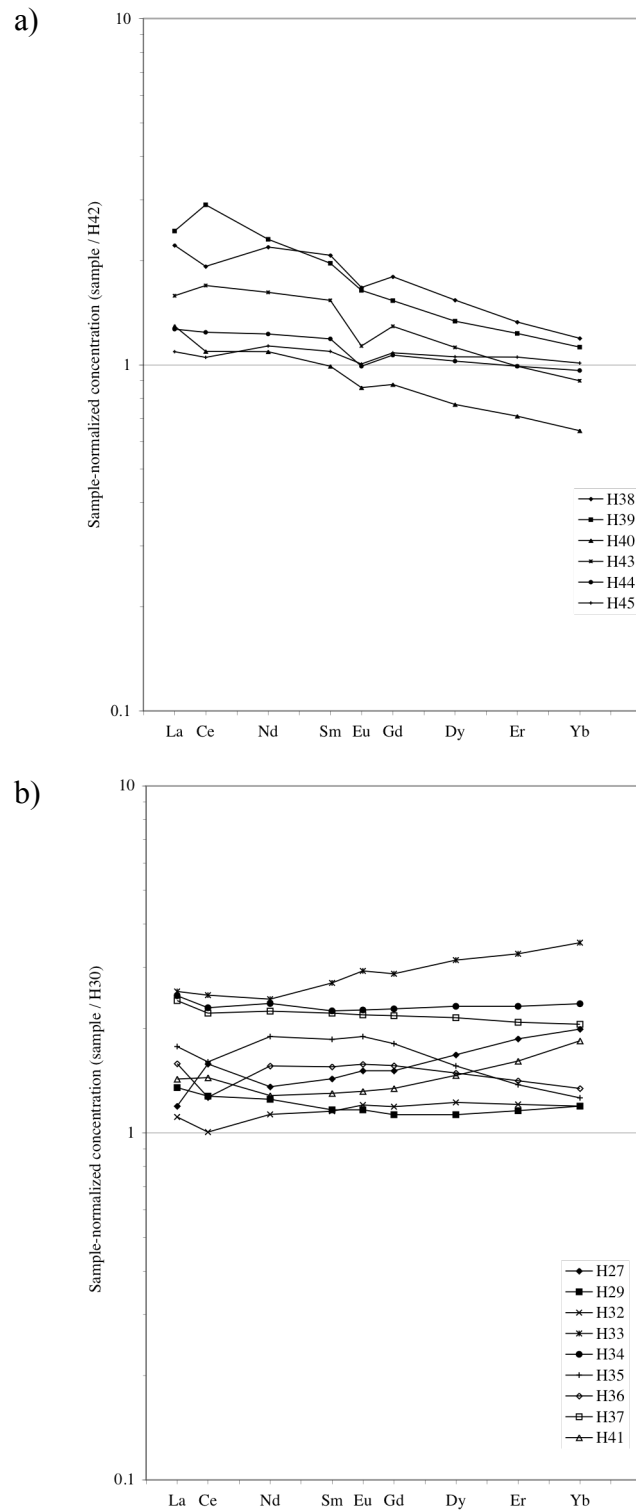 a)
10
1
0.1
Sample-normalized concentration (sample / H42)
La Ce Nd Sm Eu Gd Dy Er Yb
H38
H39
H40
H43
H44
H45
b)
10
1
0.1
Sample-normalized concentration (sample / H30)
La Ce Nd Sm Eu Gd Dy Er Yb
H27
H29
H32
H33
H34
H35
H36
H37
H41